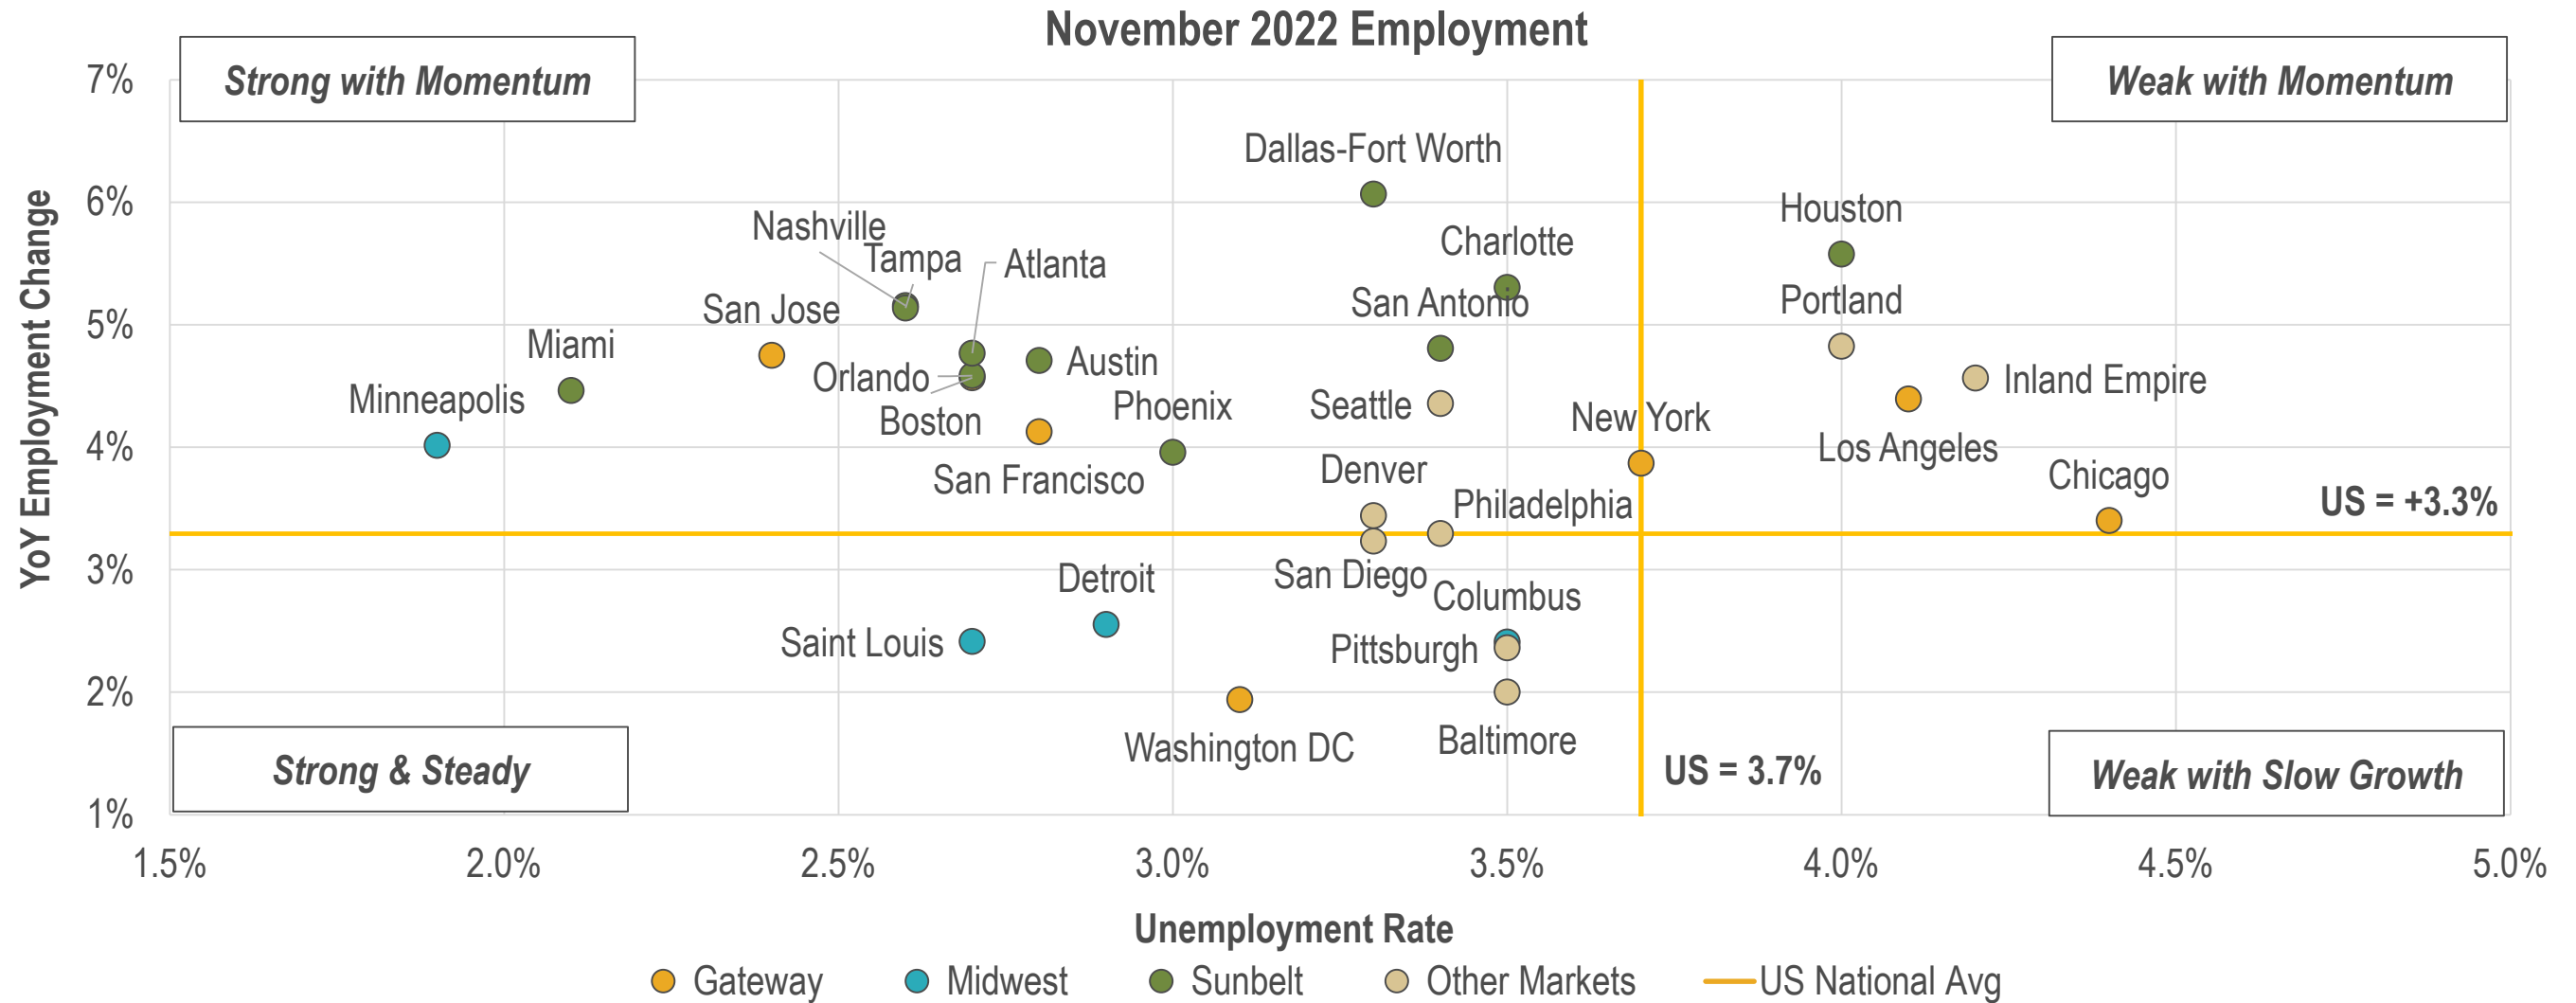 November 2022 Employment
Strong with Momentum
Weak with Momentum
7%
6%
5%
4%
3%
2%
1%
YoY Employment Change
Dallas-Fort Worth
Houston
Nashville
Charlotte
Tampa
Atlanta
San Jose
San Antonio
Portland
Miami
Orlando
Austin
Inland Empire
Minneapolis
Boston
Phoenix
Seattle
New York
San Francisco
Los Angeles
Denver
Chicago
Philadelphia
US = +3.3%
Detroit
San Diego
Columbus
Saint Louis
Pittsburgh
Washington DC
Baltimore
Strong & Steady
US = 3.7%
Weak with Slow Growth
1.5%
2.0%
2.5%
3.0%
3.5%
4.0%
4.5%
5.0%
Unemployment Rate
Gateway
Midwest
Sunbelt
Other Markets
US National Avg